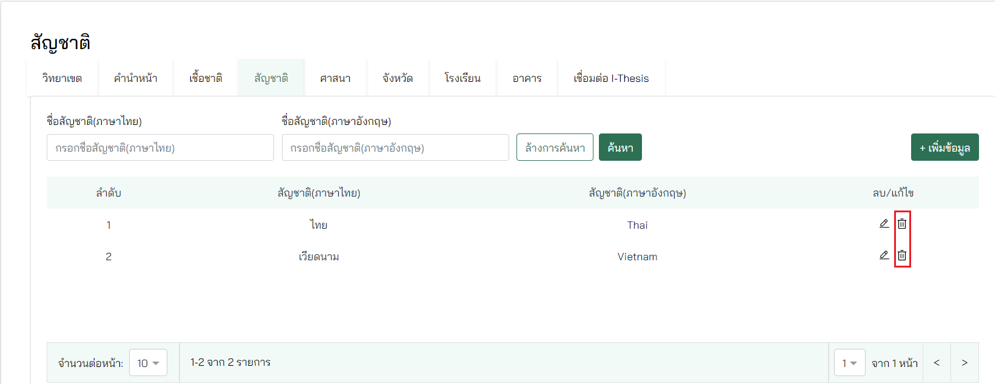 สัญชาติ
วิทยาเขต คำนำหน้า เชื้อชาติ สัญชาติ ศาสนา จังหวัด โรงเรียน อาคาร เชื่อมต่อ I-Thesis
ชื่อสัญชาติ(ภาษาไทย) ชื่อสัญชาติ(ภาษาอังกฤษ)
กรอกชื่อสัญชาติ(ภาษาไทย) กรอกชื่อสัญชาติ(ภาษาอังกฤษ) ล้างการค้นหา ค้นหา + เพิ่มข้อมูล
ลำดับ สัญชาติ(ภาษาไทย) สัญชาติ(ภาษาอังกฤษ) ลบ/แก้ไข
1 ไทย Thai
2 เวียดนาม Vietnam
จำนวนต่อหน้า: 10 1-2 จาก 2 รายการ 1 จาก 1 หน้า < >